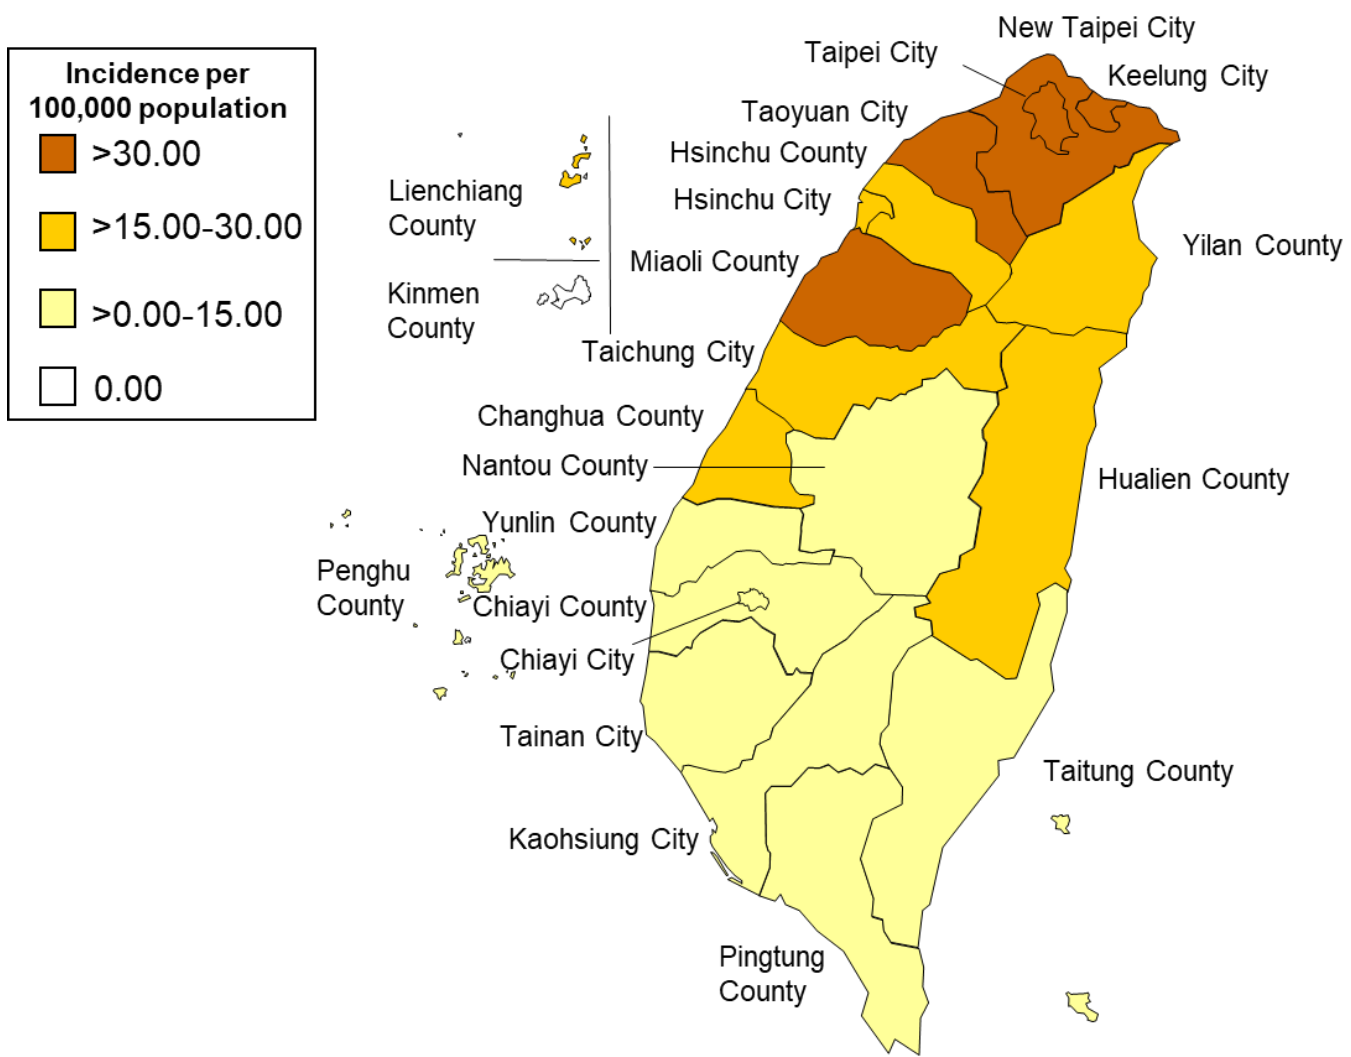 Incidence per
100,000 population
>30.00
>15.00-30.00
>0.00-15.00
0.00
New Taipei City
Taipei City
Keelung City
Taoyuan City
Hsinchu County
Hsinchu City
Lienchiang
County
Miaoli County
Yilan County
Kinmen
County
Taichung City
Changhua County
Nantou County
Hualien County
Yunlin County
Penghu
County
Chiayi County
Chiayi City
Tainan City
Taitung County
Kaohsiung City
Pingtung
County